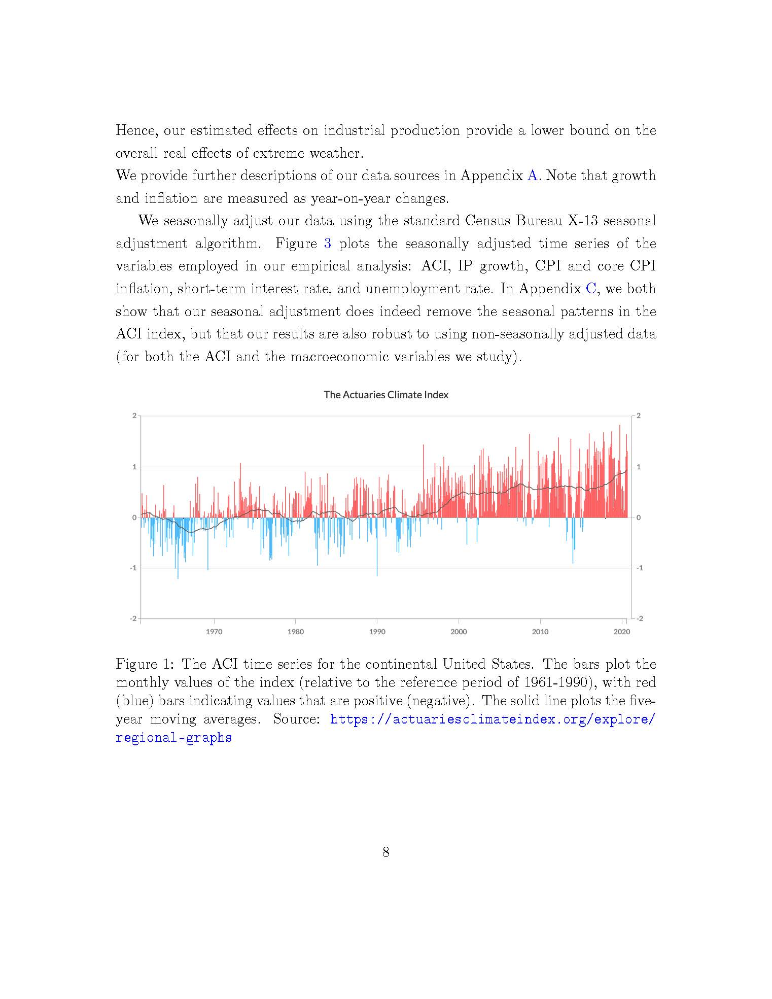 Hence, our estimated effects on industrial production provide a lower bound on the
overall real effects of extreme weather.
We provide further descriptions of our data sources in Appendix A. Note that growth
and inflation are measured as year-on-year changes.
We seasonally adjust our data using the standard Census Bureau X-13 seasonal
adjustment algorithm. Figure 3 plots the seasonally adjusted time series of the
variables employed in our empirical analysis: ACI, IP growth, CPI and core CPI
inflation, short-term interest rate, and unemployment rate. In Appendix C, we both
show that our seasonal adjustment does indeed remove the seasonal patterns in the
ACI index, but that our results are also robust to using non-seasonally adjusted data
(for both the ACI and the macroeconomic variables we study).
The Actuaries Climate Index
2 2
1 1
0 0
-1 -1
-2 -2
1970 1980 1990 2000 2010 2020
Figure 1: The ACI time series for the continental United States. The bars plot the
monthly values of the index (relative to the reference period of 1961-1990), with red
(blue) bars indicating values that are positive (negative). The solid line plots the five-
year moving averages. Source: https://actuariesclimateindex.org/explore/
regional-graphs
8